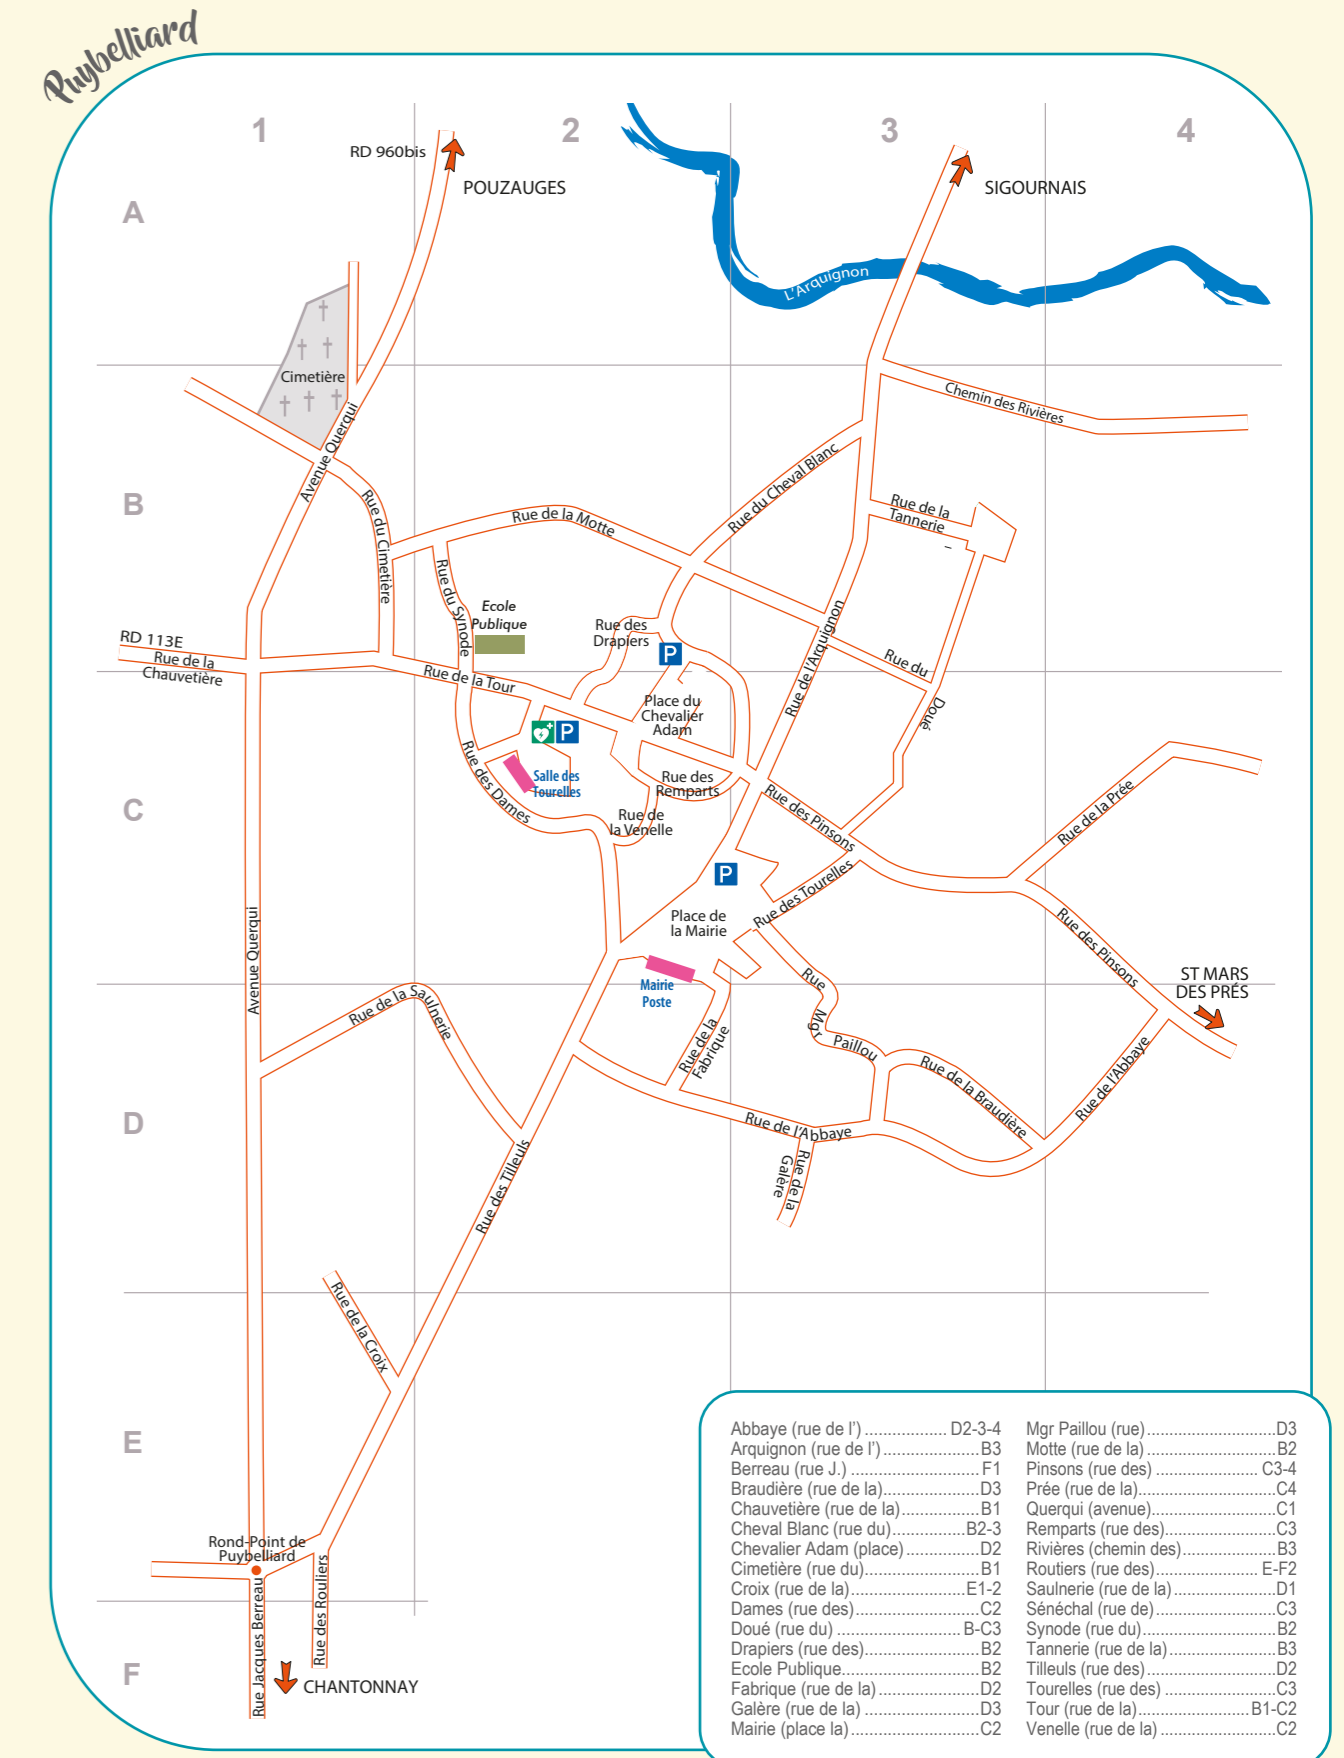 Puybelliard
1
2
3
4
RD 960bis
POUZAUGES
SIGOURNAIS
A
L'Arquignon
Cimetière
Chemin des Rivières
Avenue Querqui
B
Rue du Cimetière
Rue de la Motte
Rue du Cheval Blanc
Rue de la
Tannerie
Rue du Synode
Ecole
Publique
Rue des
Drapiers
P
RD 113E
Rue de la
Chauvetière
Rue de la Tour
Rue de l'Arquignon
Rue du
Doué
Place du
Chevalier
Adam
P
Salle des
Tourelles
Rue des Dames
Rue des
Remparts
Rue de
la Venelle
C
Rue des Pinsons
Rue de la Prée
P
Rue des Tourelles
Place de
la Mairie
Avenue Querqui
Mairie
Poste
Rue
Mgr
Paillou
Rue des Pinsons
ST MARS
DES PRÉS
Rue de la Saulnerie
Rue de la
Fabrique
Rue de la Braudière
Rue de l'Abbaye
D
Rue de l'Abbaye
Rue de la
Galère
Rue des Tilleuls
Rue de la Croix
E
Rond-Point de
Puybelliard
Rue des Rouliers
Rue Jacques Berreau
F
CHANTONNAY
Abbaye (rue de l') .................. D2-3-4
Arquignon (rue de l') ..................... B3
Berreau (rue J.) ............................ F1
Braudière (rue de la) ..................... D3
Chauvetière (rue de la) ................. B1
Cheval Blanc (rue du) ................ B2-3
Chevalier Adam (place) ................ D2
Cimetière (rue du) ......................... B1
Croix (rue de la) ......................... E1-2
Dames (rue des) ........................... C2
Doué (rue du) ........................... B-C3
Drapiers (rue des) ......................... B2
Ecole Publique .............................. B2
Fabrique (rue de la) ...................... D2
Galère (rue de la) .......................... D3
Mairie (place la) ............................ C2
Mgr Paillou (rue) ............................ D3
Motte (rue de la) ............................ B2
Pinsons (rue des) ...................... C3-4
Prée (rue de la) .............................. C4
Querqui (avenue) ........................... C1
Remparts (rue des) ........................ C3
Rivières (chemin des) .................... B3
Routiers (rue des) ...................... E-F2
Saulnerie (rue de la) ...................... D1
Sénéchal (rue de) .......................... C3
Synode (rue du) ............................. B2
Tannerie (rue de la) ....................... B3
Tilleuls (rue des) ............................ D2
Tourelles (rue des) ........................ C3
Tour (rue de la) ........................ B1-C2
Venelle (rue de la) ......................... C2